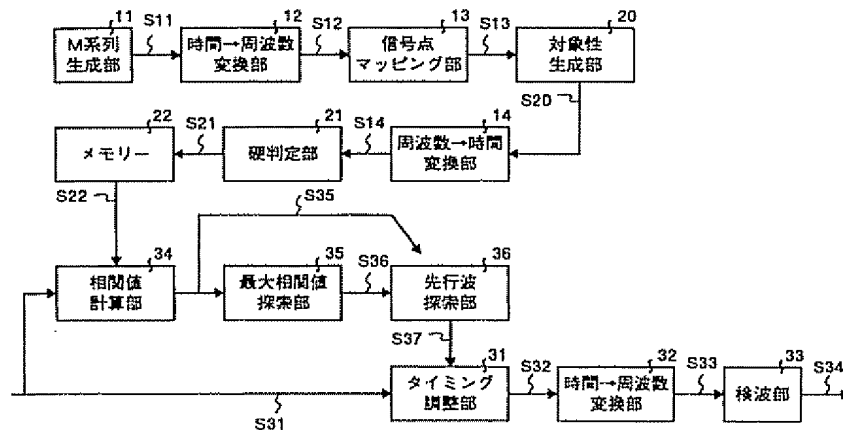 11
S11
12
S12
13
S13
20
M系列
生成部
時間→周波数
変換部
信号点
マッピング部
対象性
生成部
S20
22
S21
21
S14
14
メモリー
硬判定部
周波数→時間
変換部
S22
S35
34
35
S36
36
相関値
計算部
最大相関値
探索部
先行波
探索部
S37
31
S32
32
S33
33
S34
タイミング
調整部
時間→周波数
変換部
検波部
S31